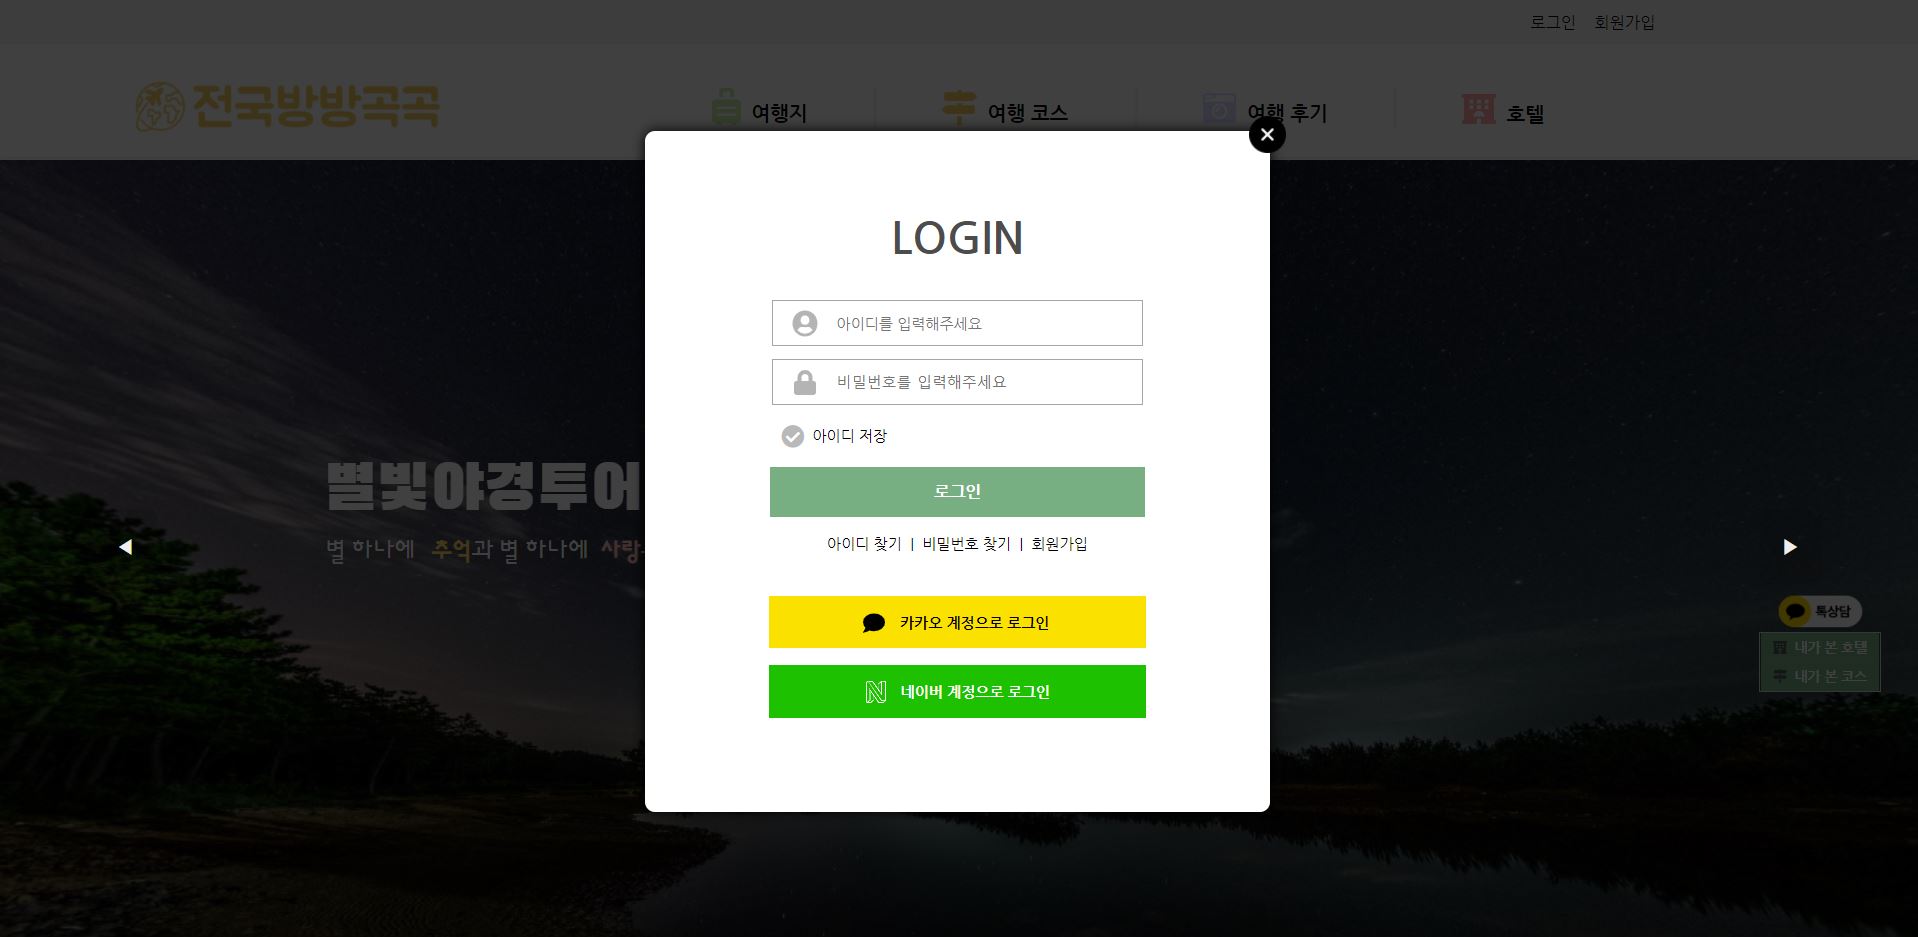 로그인 회원가입
전국방방곡곡
여행지 여행 코스 여행 후기 호텔
LOGIN
아이디를 입력해주세요
비밀번호를 입력해주세요
아이디 저장
로그인
아이디 찾기 | 비밀번호 찾기 | 회원가입
카카오 계정으로 로그인
네이버 계정으로 로그인
별빛야경투어
별 하나에 추억과 별 하나에 사랑
톡상담
내가 본 호텔
내가 본 코스